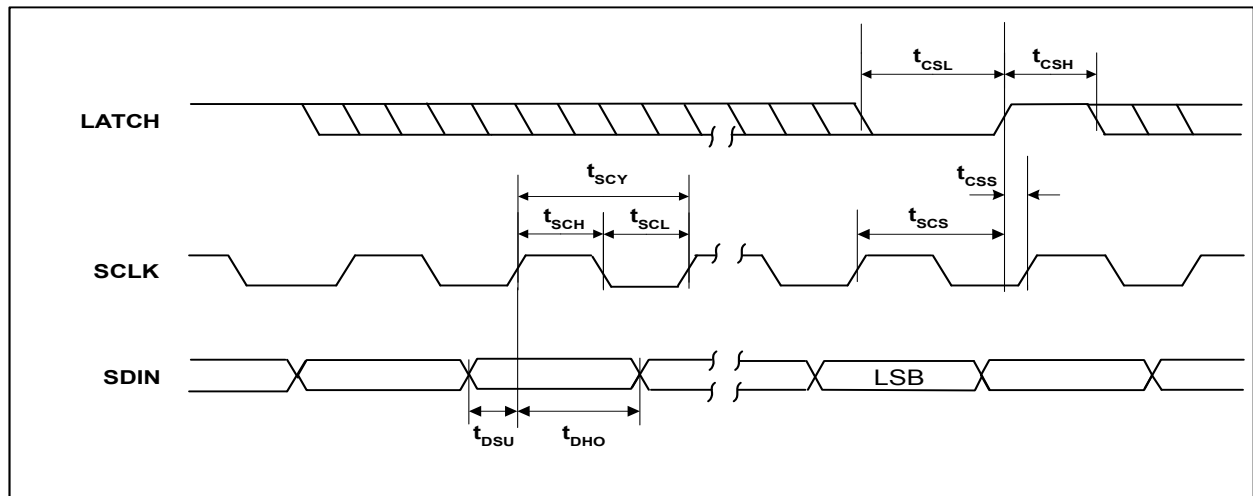 tCSL
tCSH
LATCH
tSCY
tCSS
tSCH
tSCL
tSCS
SCLK
SDIN
LSB
tDSU
tDHO